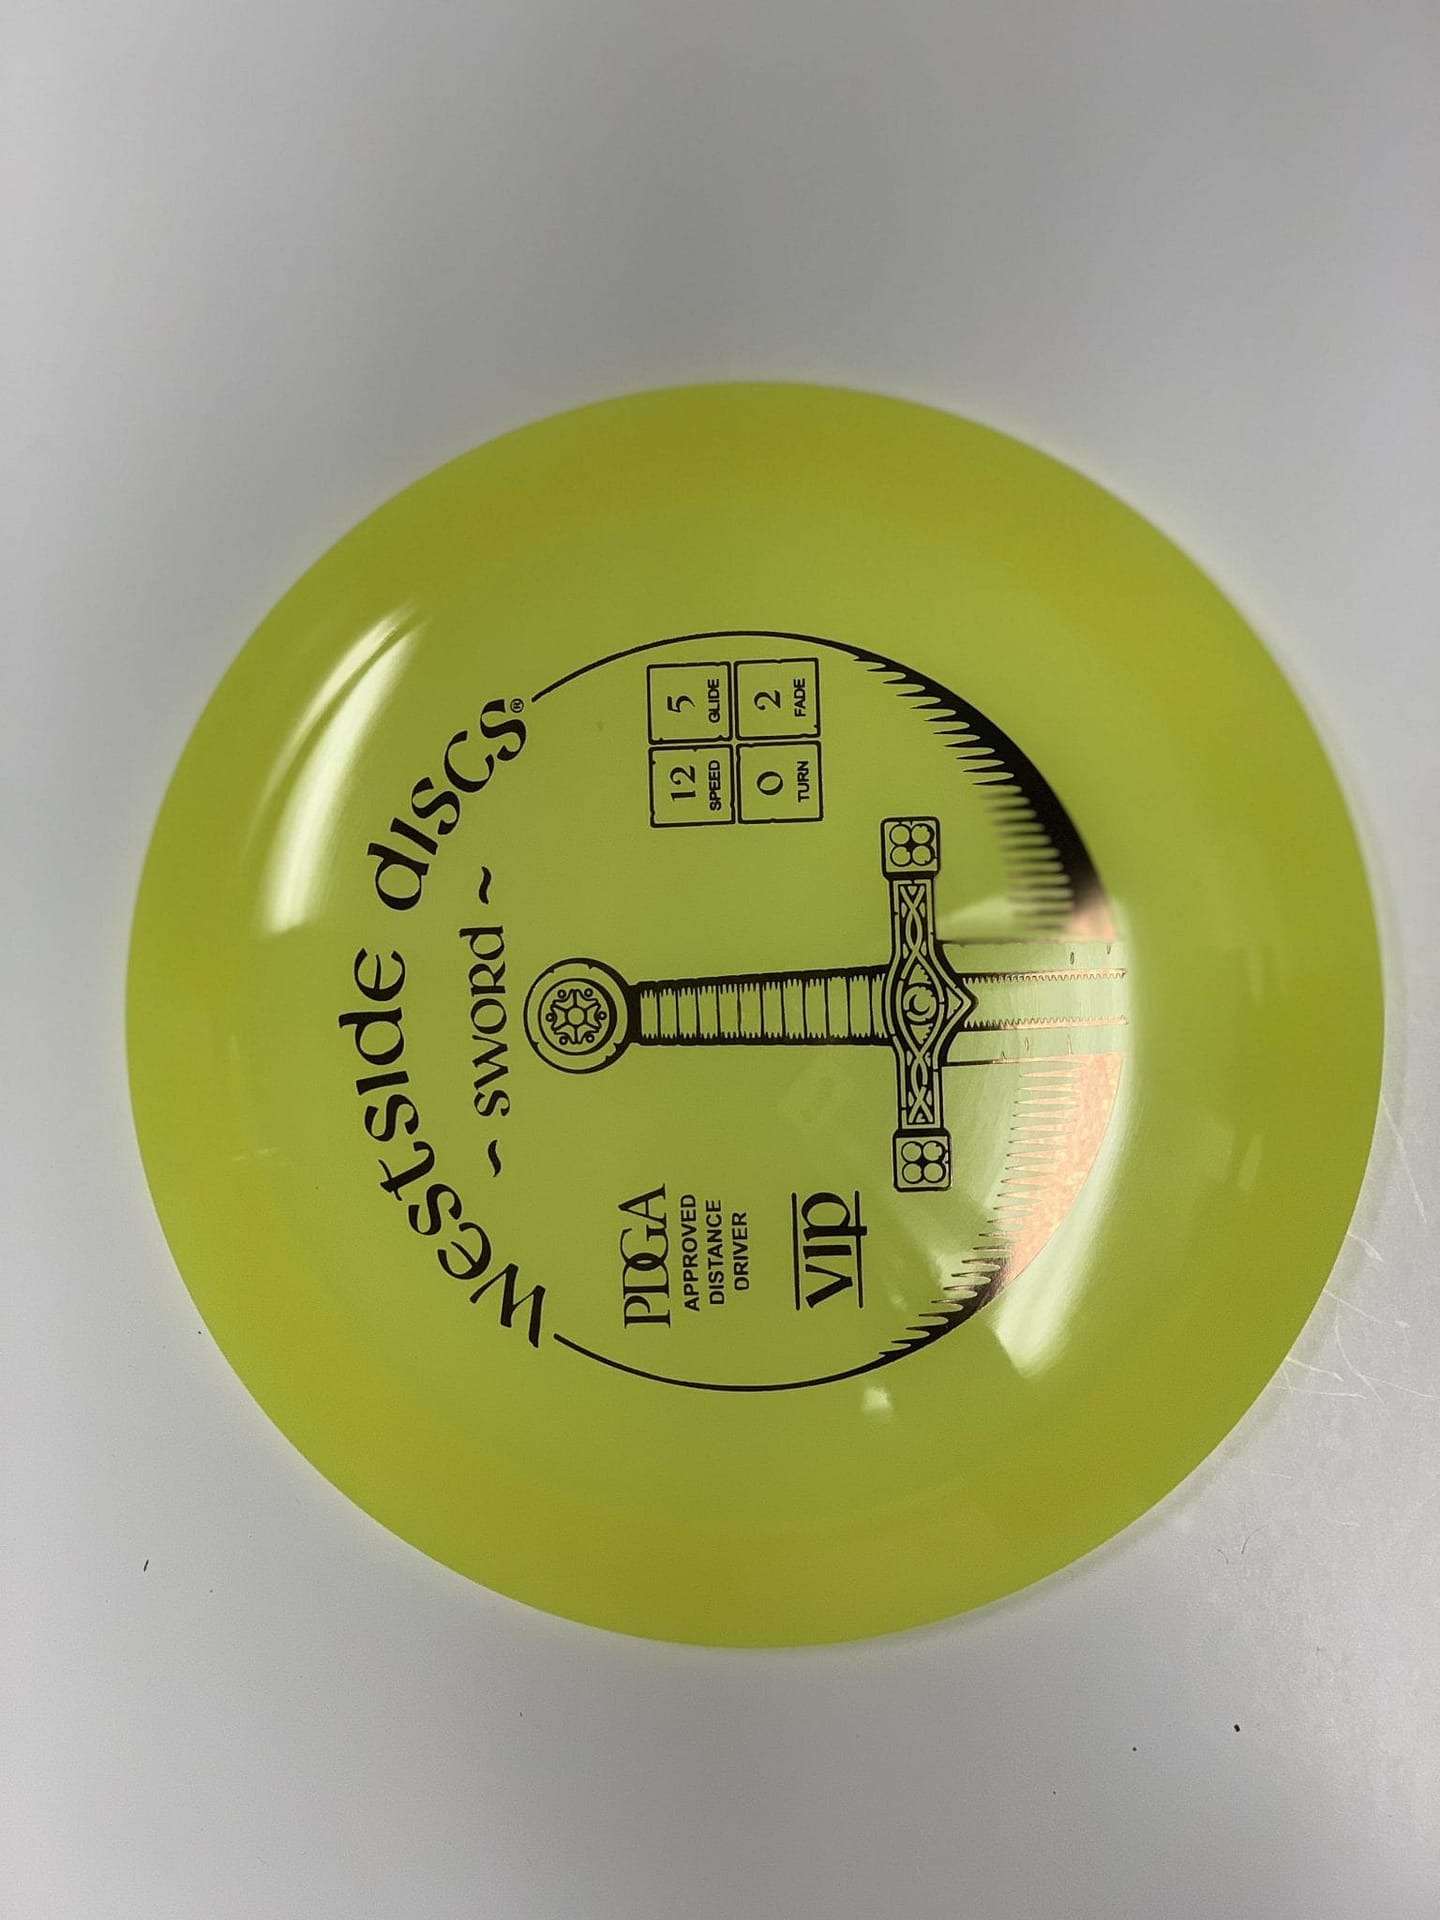 westside discs®
~ SWORD ~
PDGA
APPROVED
DISTANCE
DRIVER
VIP
12
SPEED
5
GLIDE
0
TURN
2
FADE